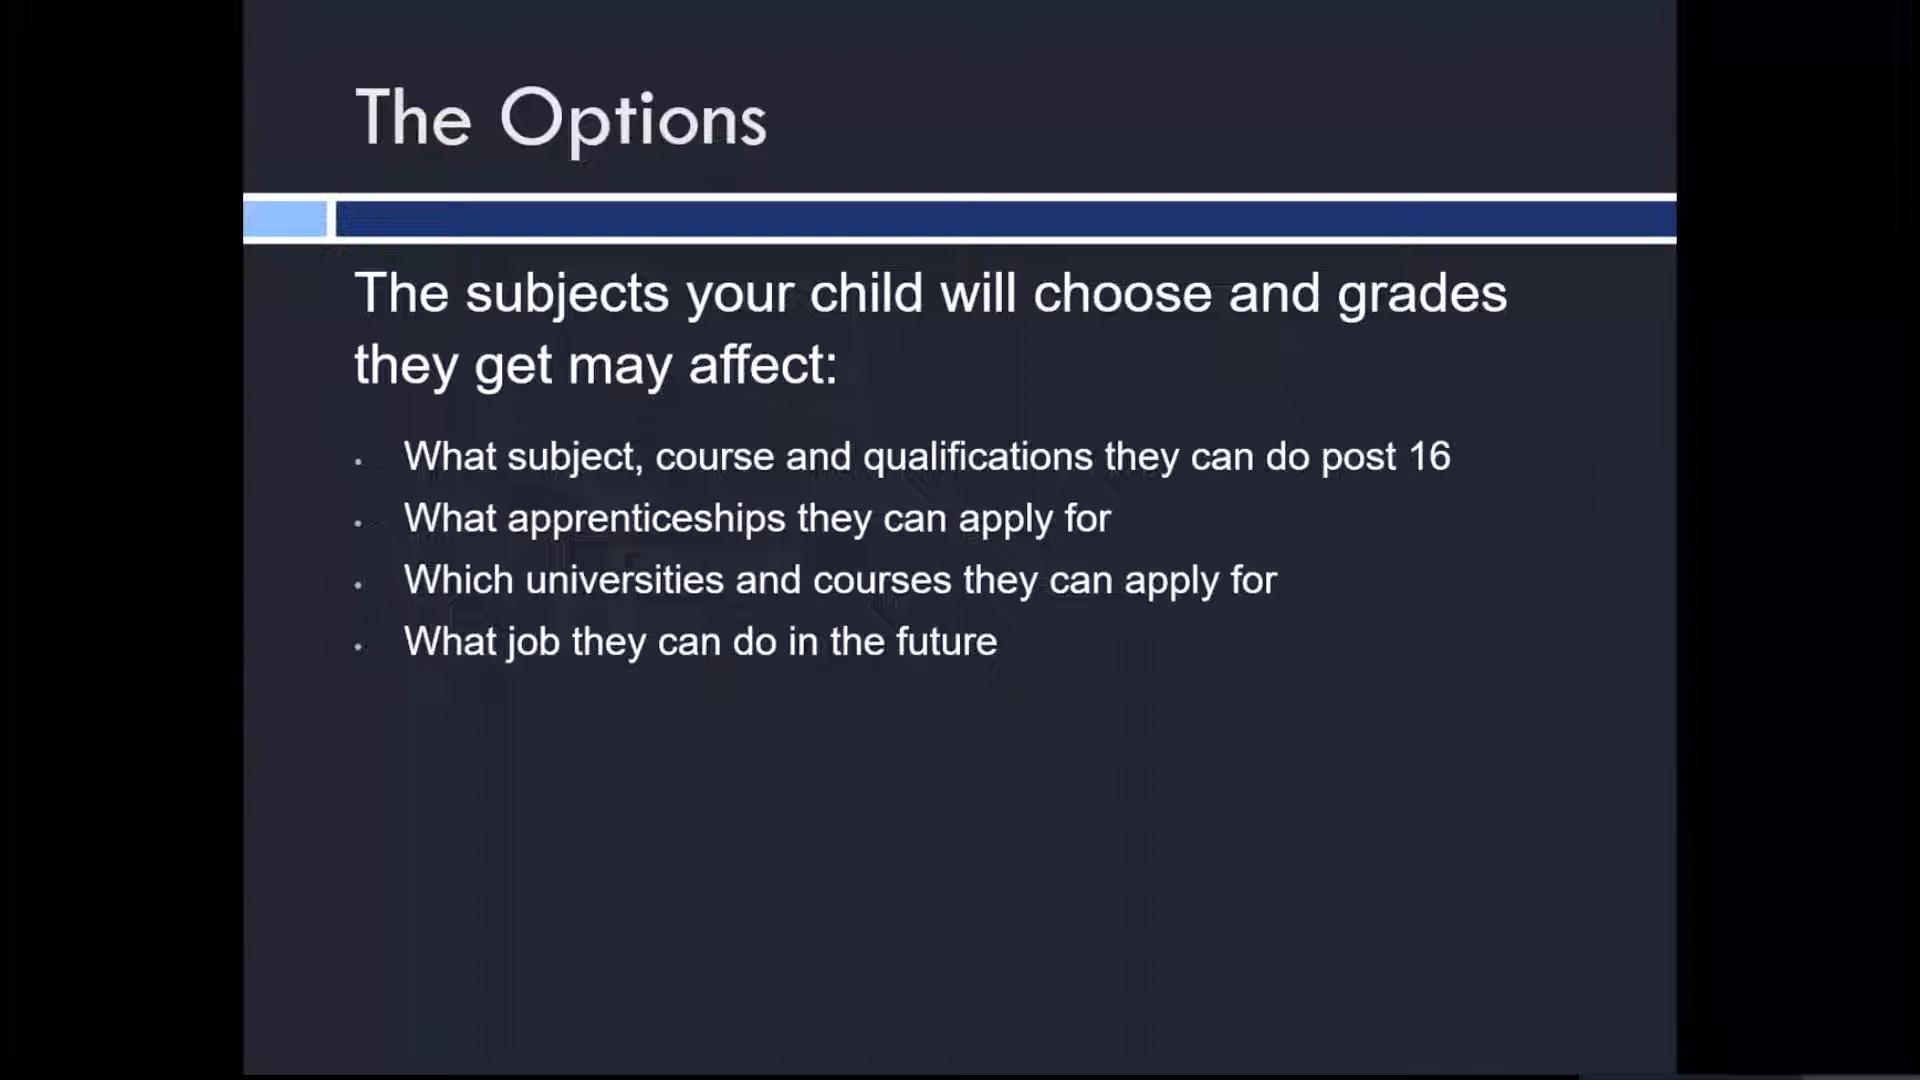 The Options
The subjects your child will choose and grades
they get may affect:
• What subject, course and qualifications they can do post 16
• What apprenticeships they can apply for
• Which universities and courses they can apply for
• What job they can do in the future